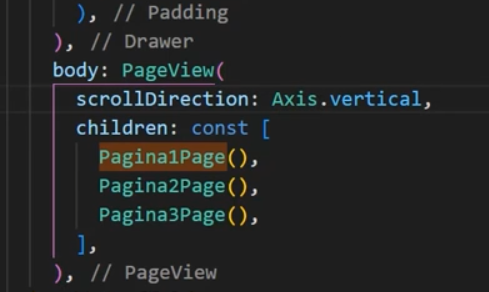 ), // Padding
), // Drawer
body: PageView(
scrollDirection: Axis.vertical,
children: const [
Pagina1Page(),
Pagina2Page(),
Pagina3Page(),
],
), // PageView